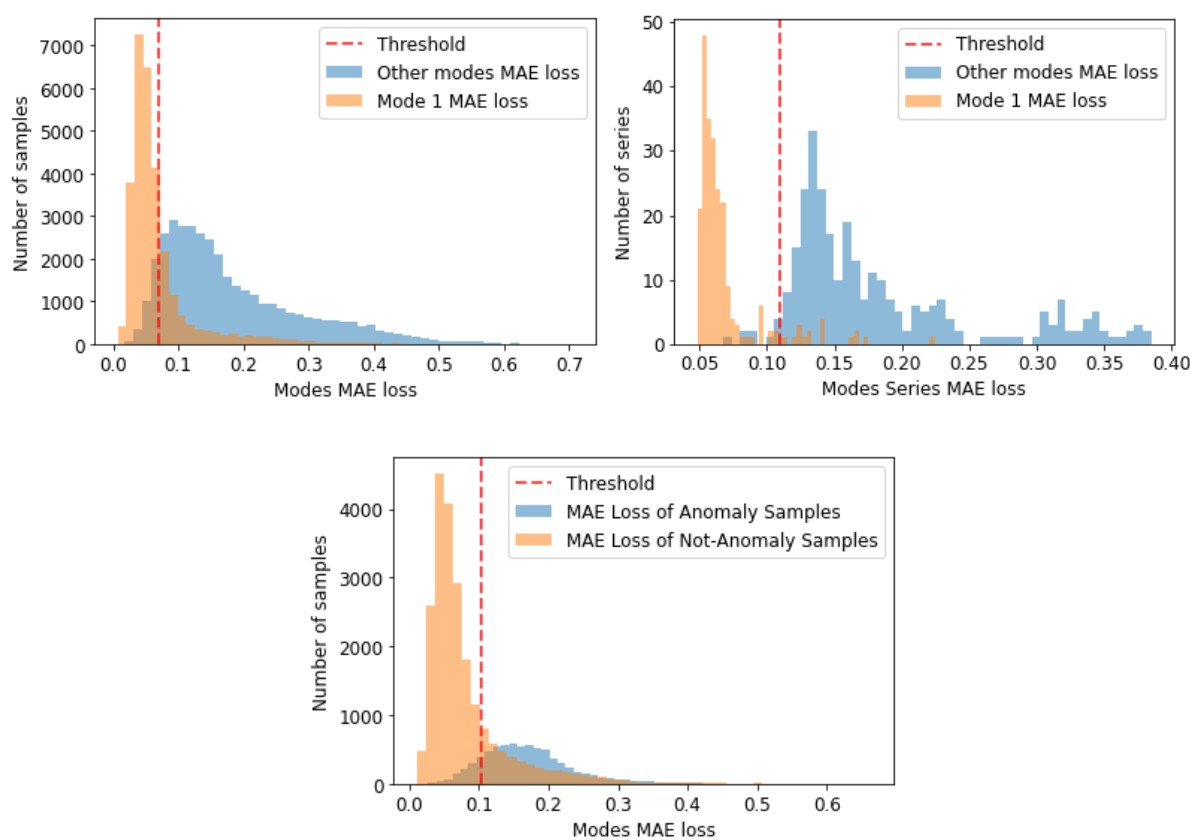 7000
6000
5000
4000
3000
2000
1000
0
Number of samples
Threshold
Other modes MAE loss
Mode 1 MAE loss
0.0 0.1 0.2 0.3 0.4 0.5 0.6 0.7
Modes MAE loss
50
40
30
20
10
0
Number of series
Threshold
Other modes MAE loss
Mode 1 MAE loss
0.05 0.10 0.15 0.20 0.25 0.30 0.35 0.40
Modes Series MAE loss
4000
3000
2000
1000
0
Number of samples
Threshold
MAE Loss of Anomaly Samples
MAE Loss of Not-Anomaly Samples
0.0 0.1 0.2 0.3 0.4 0.5 0.6
Modes MAE loss